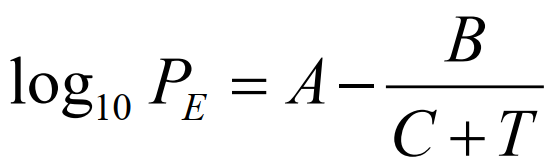 log₁₀ P_E = A − B / (C + T)